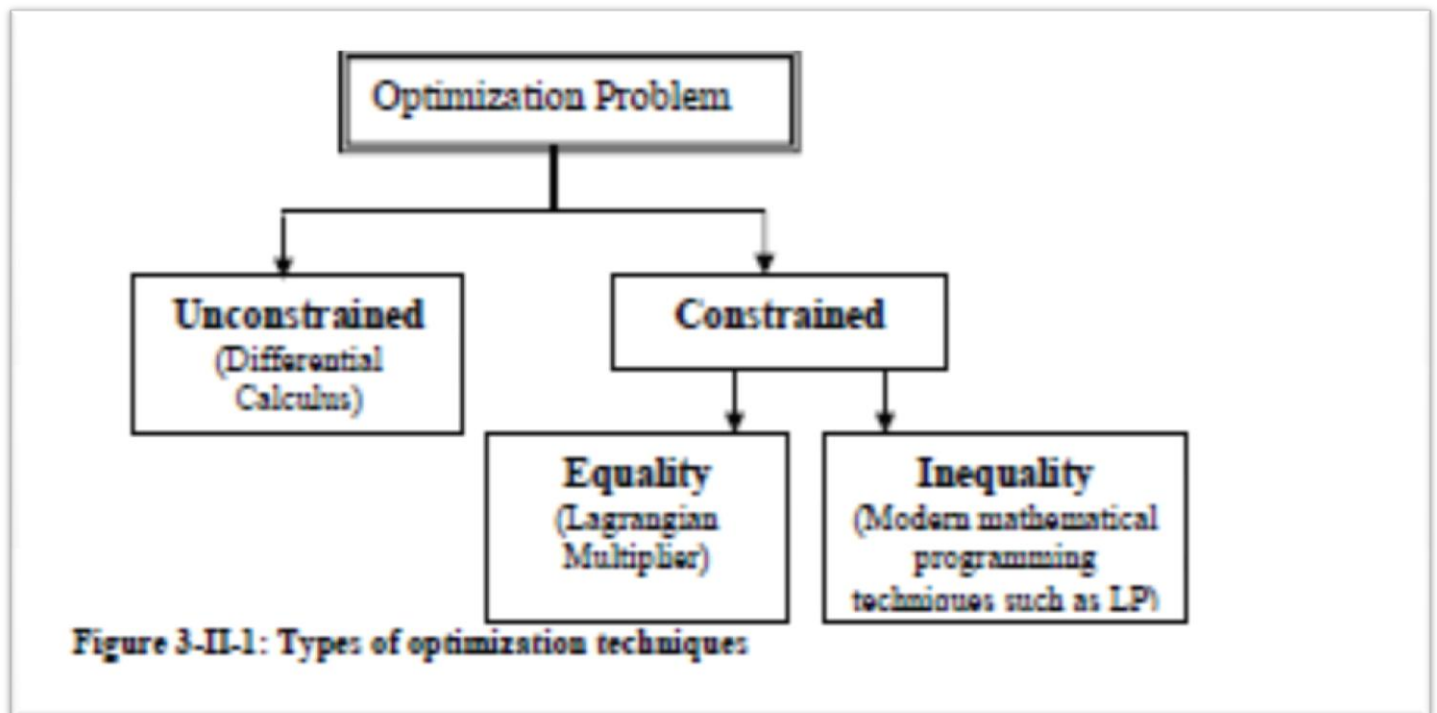 Optimization Problem
Unconstrained
(Differential
Calculus)
Constrained
Equality
(Lagrangian
Multiplier)
Inequality
(Modern mathematical
programming
techniques such as LP)
Figure 3-II-1: Types of optimization techniques